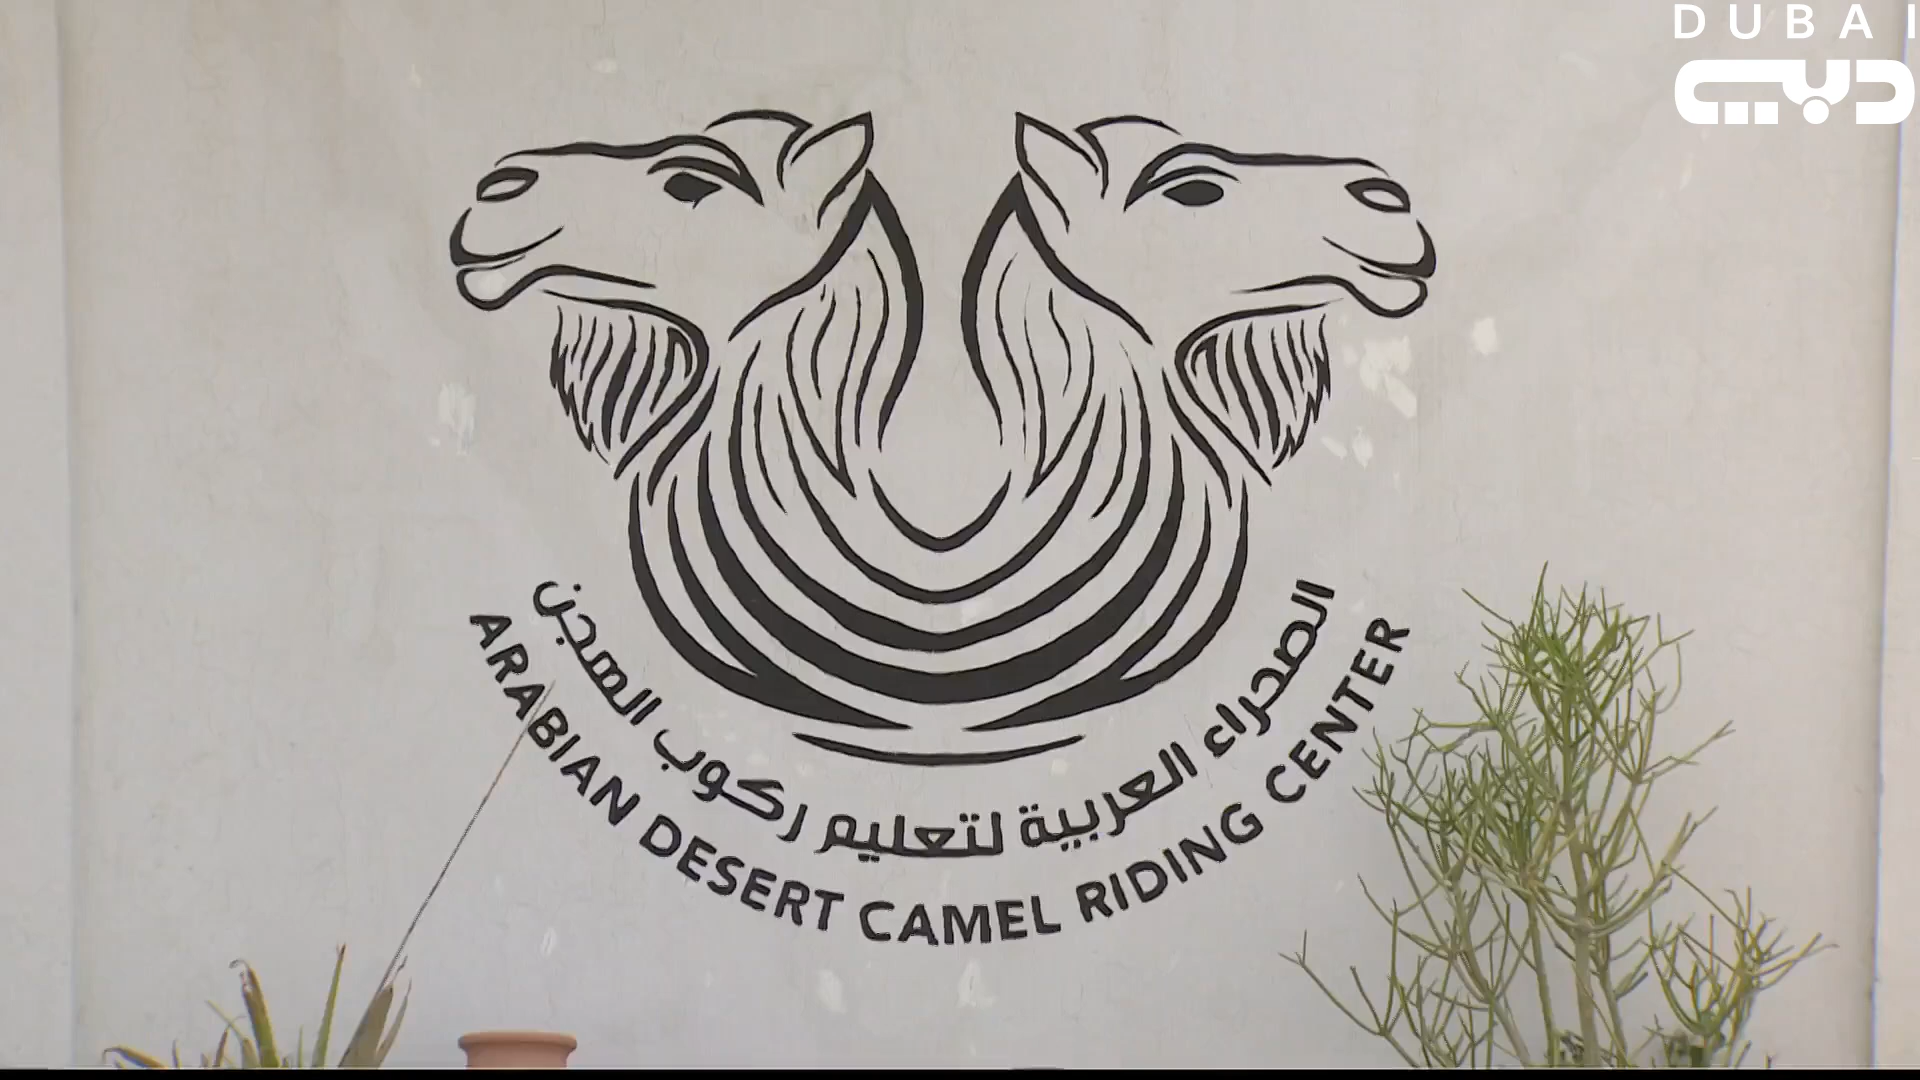 DUBAI
دبي
الصحراء العربية لتعليم ركوب الهجن
ARABIAN DESERT CAMEL RIDING CENTER